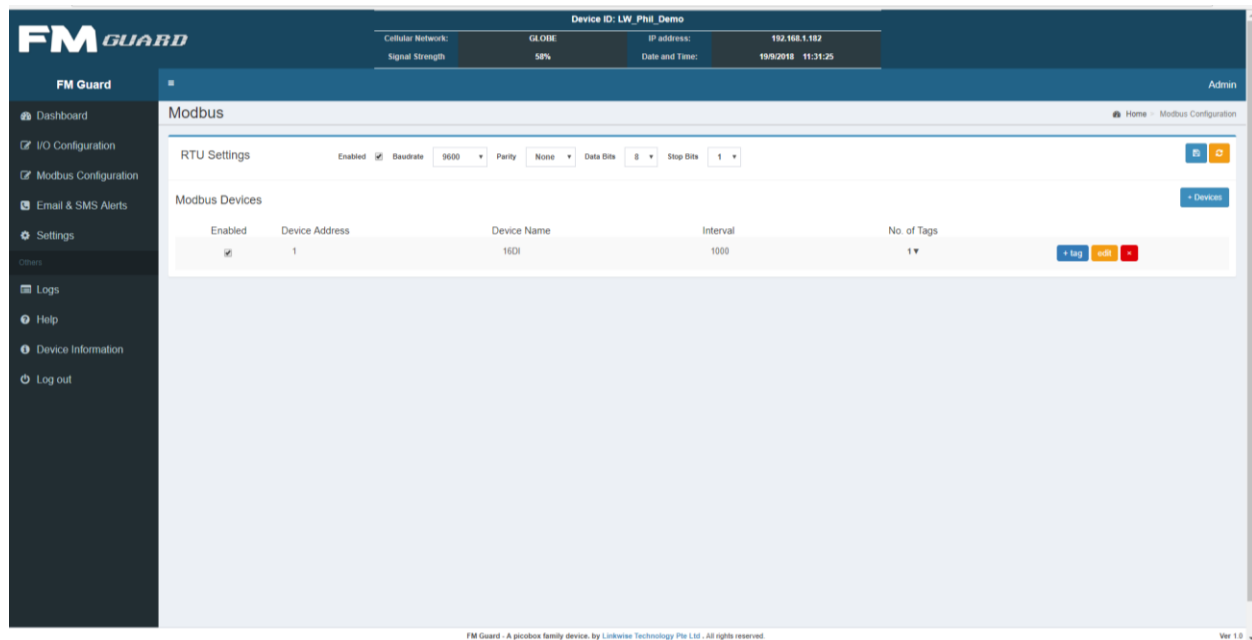 Device ID: LW_Phil_Demo
FM GUARD
Cellular Network: GLOBE IP address: 192.168.1.182
Signal Strength 58% Date and Time: 19/9/2018 11:31:25
FM Guard
Admin
Dashboard
I/O Configuration
Modbus Configuration
Email & SMS Alerts
Settings
Others
Logs
Help
Device Information
Log out
Modbus
Home > Modbus Configuration
RTU Settings Enabled Baudrate 9600 Parity None Data Bits 8 Stop Bits 1
Modbus Devices + Devices
Enabled Device Address Device Name Interval No. of Tags
1 16DI 1000 1 + tag edit ×
FM Guard - A picobox family device. by Linkwise Technology Pte Ltd . All rights reserved. Ver 1.0